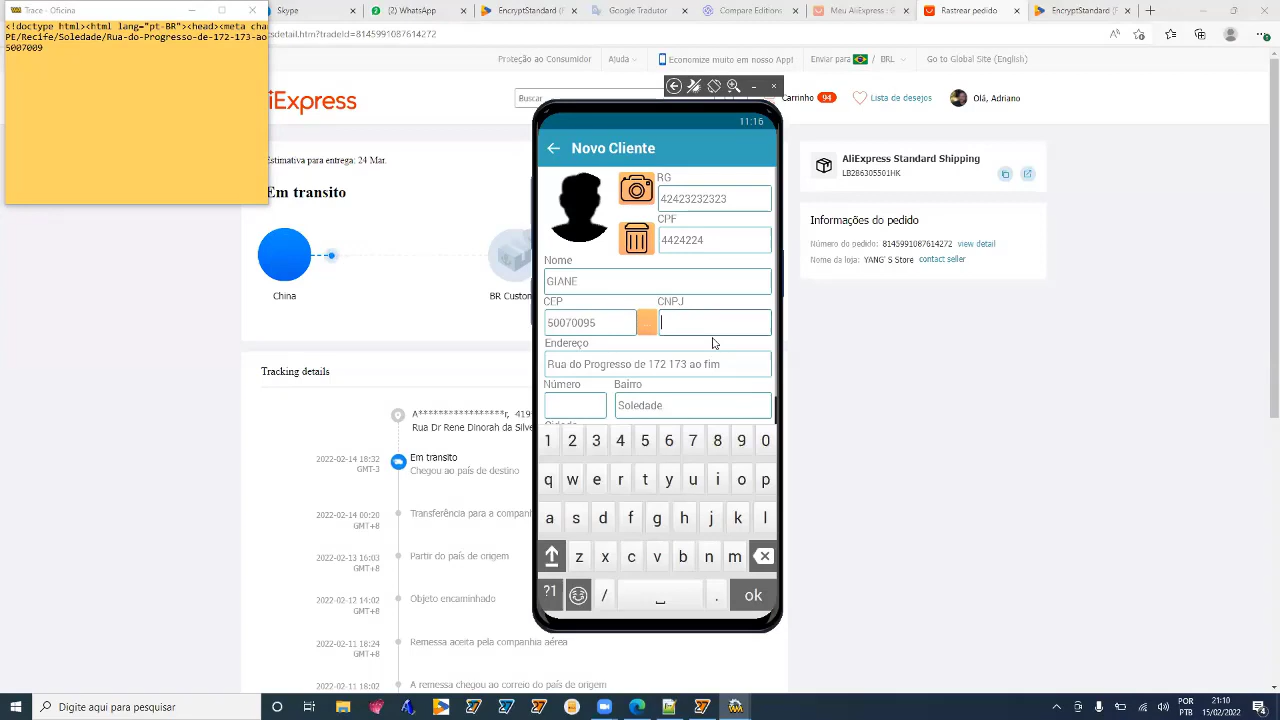 Trace - Oficina
<!doctype html><html lang="pt-BR"><head><meta cha
PE/Recife/Soledade/Rua-do-Progresso-de-172-173-ao
5007009
Skype
(2) WhatsApp
Encrypt
Google Tradutor
Encrypt
Meu AliExpress
Rastrear pedido
EncryptStandard
sdetail.htm?tradeId=8145991087614272
Proteção ao Consumidor
Ajuda
Economize muito em nosso App!
Enviar para / BRL
Go to Global Site (English)
iExpress
Buscar
Carrinho 94
Lista de desejos
Olá, Adriano
Estimativa para entrega: 24 Mar.
Em transito
China
BR Custom
AliExpress Standard Shipping
LB286305501HK
Informações do pedido
Número do pedido: 8145991087614272 view detail
Nome da loja: YANG' S Store contact seller
Tracking details
A****************r, 419
Rua Dr Rene Dinorah da Silve
2022-02-14 18:32
GMT-3
Em transito
Chegou ao país de destino
2022-02-14 00:20
GMT+8
Transferência para a companh
2022-02-13 16:03
GMT+8
Partir do país de origem
2022-02-12 14:02
GMT+8
Objeto encaminhado
2022-02-11 18:24
GMT+8
Remessa aceita pela companhia aérea
2022-02-11 18:02
A remessa chegou ao correio do país de origem
11:16
Novo Cliente
RG
42423232323
CPF
4424224
Nome
GIANE
CEP
CNPJ
50070095
...
Endereço
Rua do Progresso de 172 173 ao fim
Número
Bairro
Soledade
Cidade
1 2 3 4 5 6 7 8 9 0
q w e r t y u i o p
a s d f g h j k l
z x c v b n m
?1 / . ok
Digite aqui para pesquisar
POR
PTB
21:10
15/02/2022